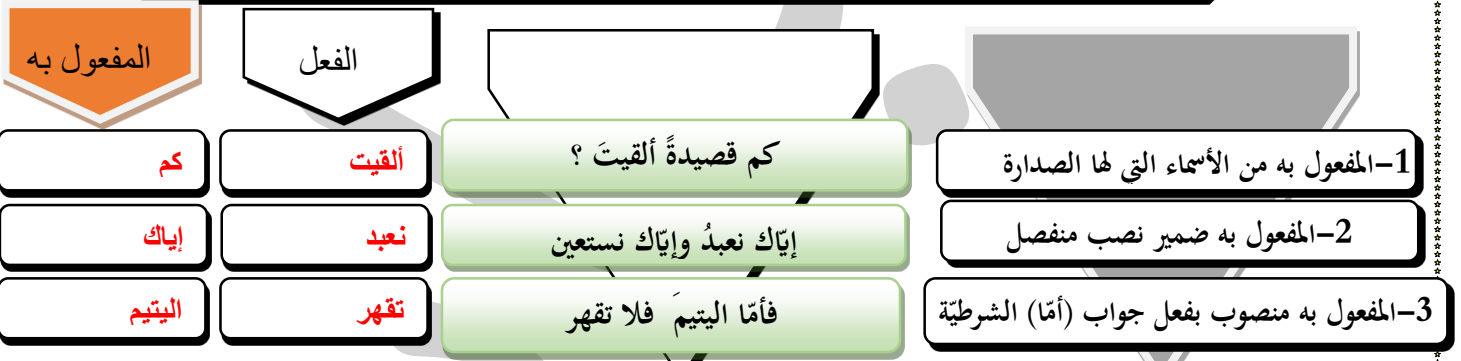 الفعل
المفعول به
1-المفعول به من الأسماء التي لها الصدارة
كم قصيدةً ألقيتَ ؟
ألقيت
كم
2-المفعول به ضمير نصب منفصل
إيّاك نعبدُ وإيّاك نستعين
نعبد
إياك
3-المفعول به منصوب بفعل جواب (أمّا) الشرطيّة
فأمّا اليتيمَ فلا تقهر
تقهر
اليتيم